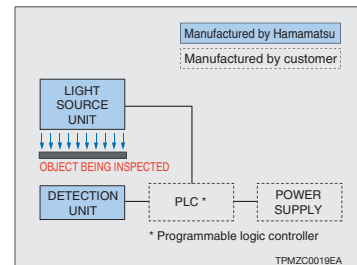 Manufactured by Hamamatsu
Manufactured by customer
LIGHT
SOURCE
UNIT
OBJECT BEING INSPECTED
DETECTION
UNIT
PLC *
POWER
SUPPLY
* Programmable logic controller
TPMZC0019EA